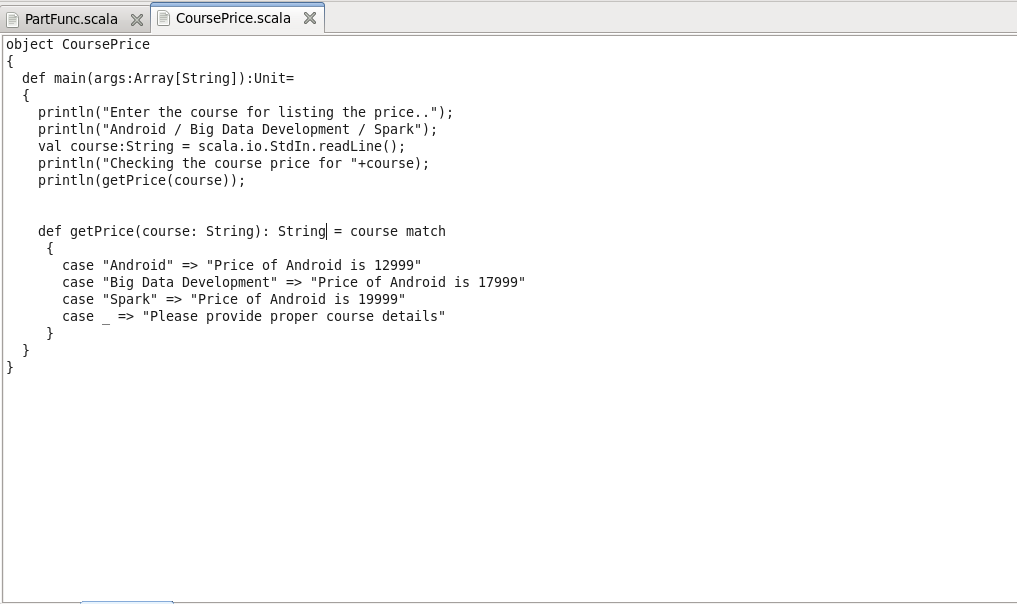 PartFunc.scala
CoursePrice.scala
object CoursePrice
{
  def main(args:Array[String]):Unit=
  {
    println("Enter the course for listing the price..");
    println("Android / Big Data Development / Spark");
    val course:String = scala.io.StdIn.readLine();
    println("Checking the course price for "+course);
    println(getPrice(course));
    def getPrice(course: String): String = course match
     {
       case "Android" => "Price of Android is 12999"
       case "Big Data Development" => "Price of Android is 17999"
       case "Spark" => "Price of Android is 19999"
       case _ => "Please provide proper course details"
     }
  }
}